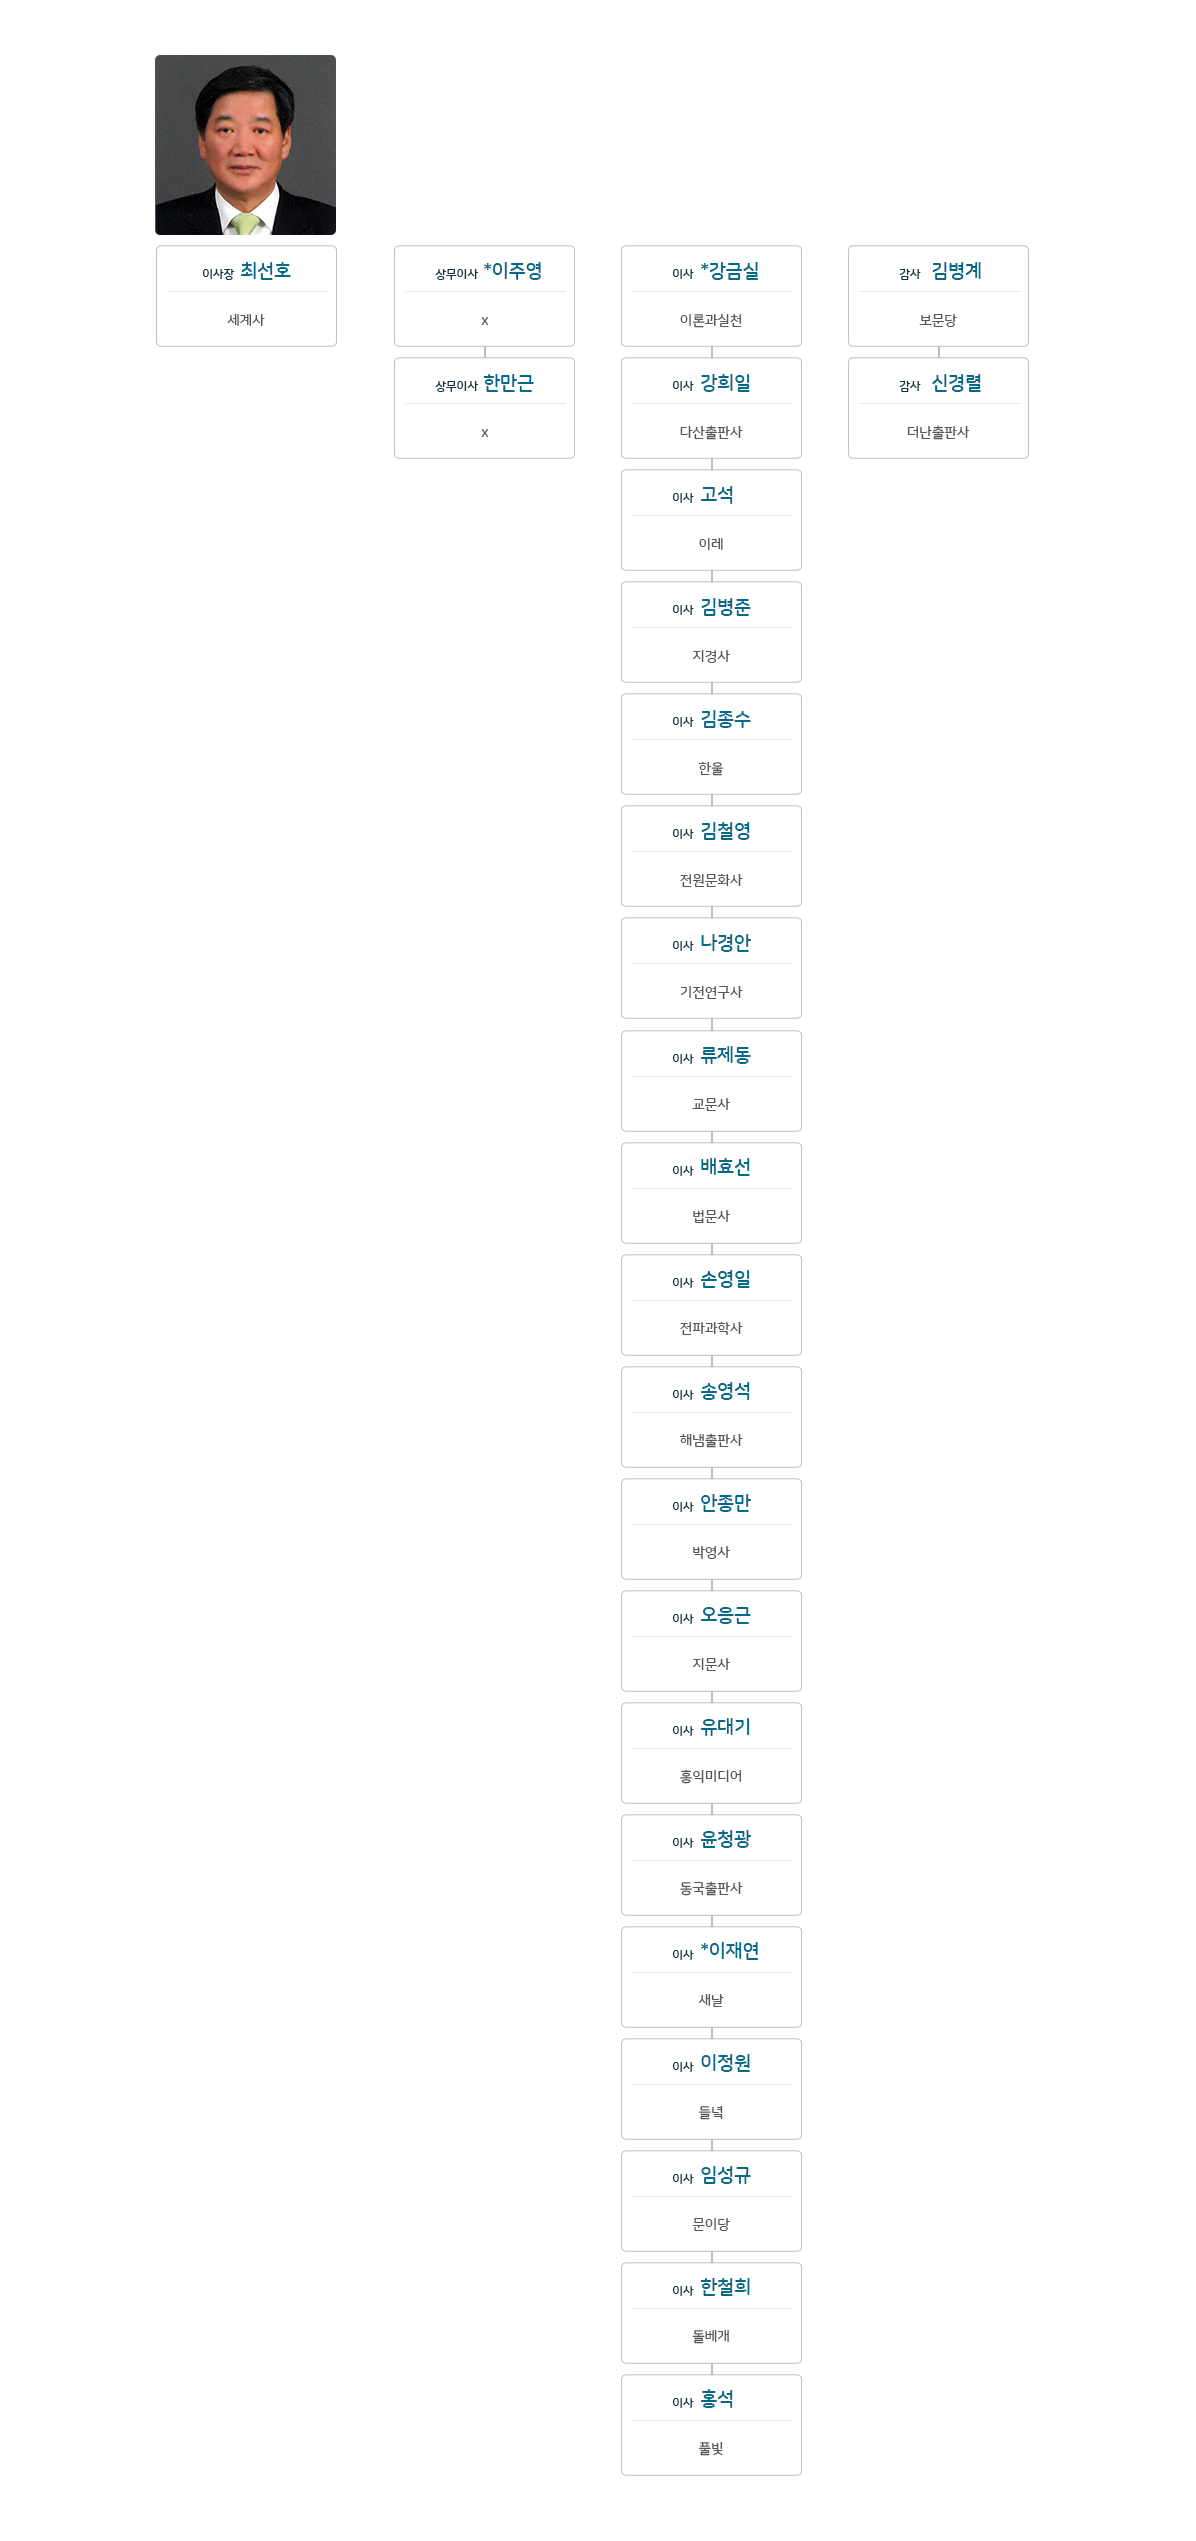 이사장 최선호
세계사
상무이사 *이주영
x
상무이사 한만근
x
이사 *강금실
이론과실천
이사 강희일
다산출판사
이사 고석
이레
이사 김병준
지경사
이사 김종수
한울
이사 김철영
전원문화사
이사 나경안
기전연구사
이사 류제동
교문사
이사 배효선
법문사
이사 손영일
전파과학사
이사 송영석
해냄출판사
이사 안종만
박영사
이사 오응근
지문사
이사 유대기
홍익미디어
이사 윤청광
동국출판사
이사 *이재연
새날
이사 이정원
들녘
이사 임성규
문이당
이사 한철희
돌베개
이사 홍석
풀빛
감사 김병계
보문당
감사 신경렬
더난출판사